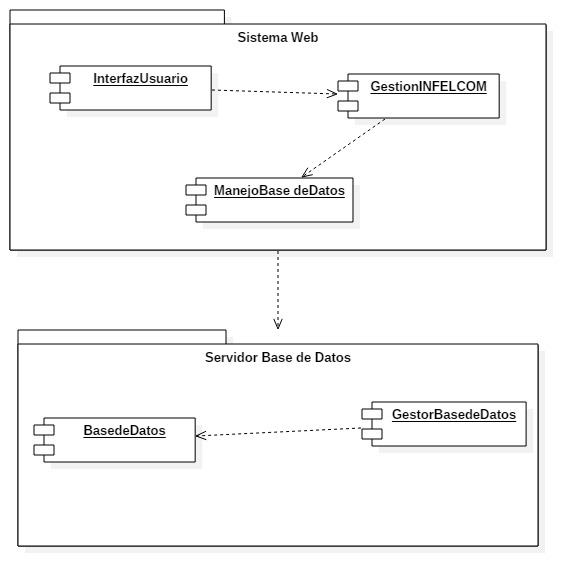 Sistema Web
InterfazUsuario
GestionINFELCOM
ManejoBase deDatos
Servidor Base de Datos
GestorBasedeDatos
BasedeDatos